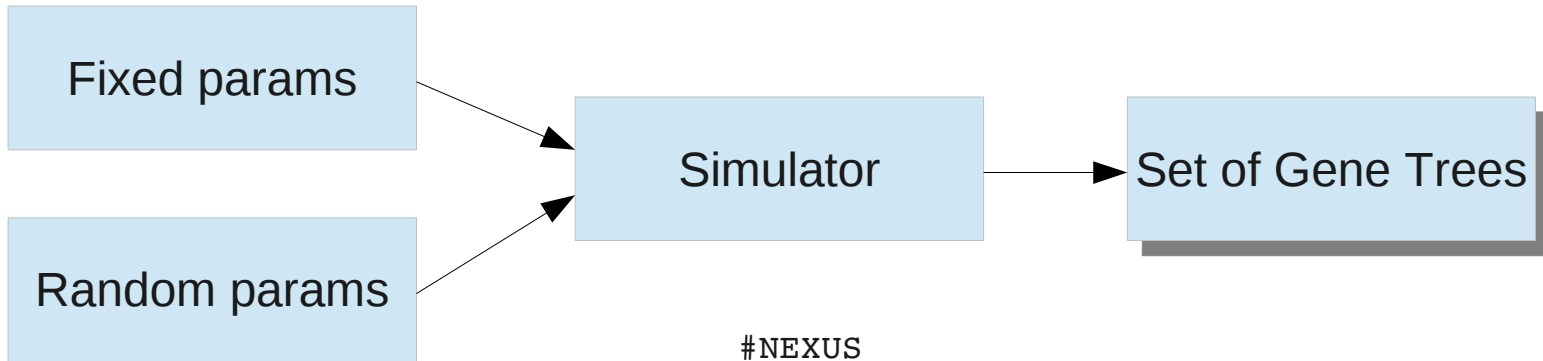 Fixed params
Simulator
Set of Gene Trees
Random params
#NEXUS